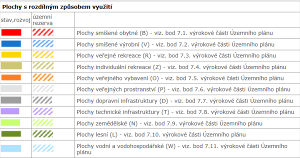 Plochy s rozdílným způsobem využití
stav,rozvoj
územní
rezerva
Plochy smíšené obytné (B) - viz. bod 7.1. výrokové části Územního plánu
Plochy smíšené výrobní (V) - viz. bod 7.2. výrokové části Územního plánu
Plochy veřejné rekreace (R) - viz. bod 7.3. výrokové části Územního plánu
Plochy individuální rekreace (Z) - viz. bod 7.4. výrokové části Územního
plánu
Plochy veřejného vybavení (O) - viz. bod 7.5. výrokové části Územního plánu
Plochy veřejných prostranství (P) - viz. bod 7.6. výrokové části Územního
plánu
Plochy dopravní infrastruktury (D) - viz. bod 7.7. výrokové části Územního
plánu
Plochy technické infrastruktury (T) - viz. bod 7.8. výrokové části Územního
plánu
Plochy zemědělské (N) - viz. bod 7.9. výrokové části Územního plánu
Plochy lesní (L) - viz. bod 7.10. výrokové části Územního plánu
Plochy vodní a vodohospodářské (W) - viz. bod 7.11. výrokové části Územního
plánu